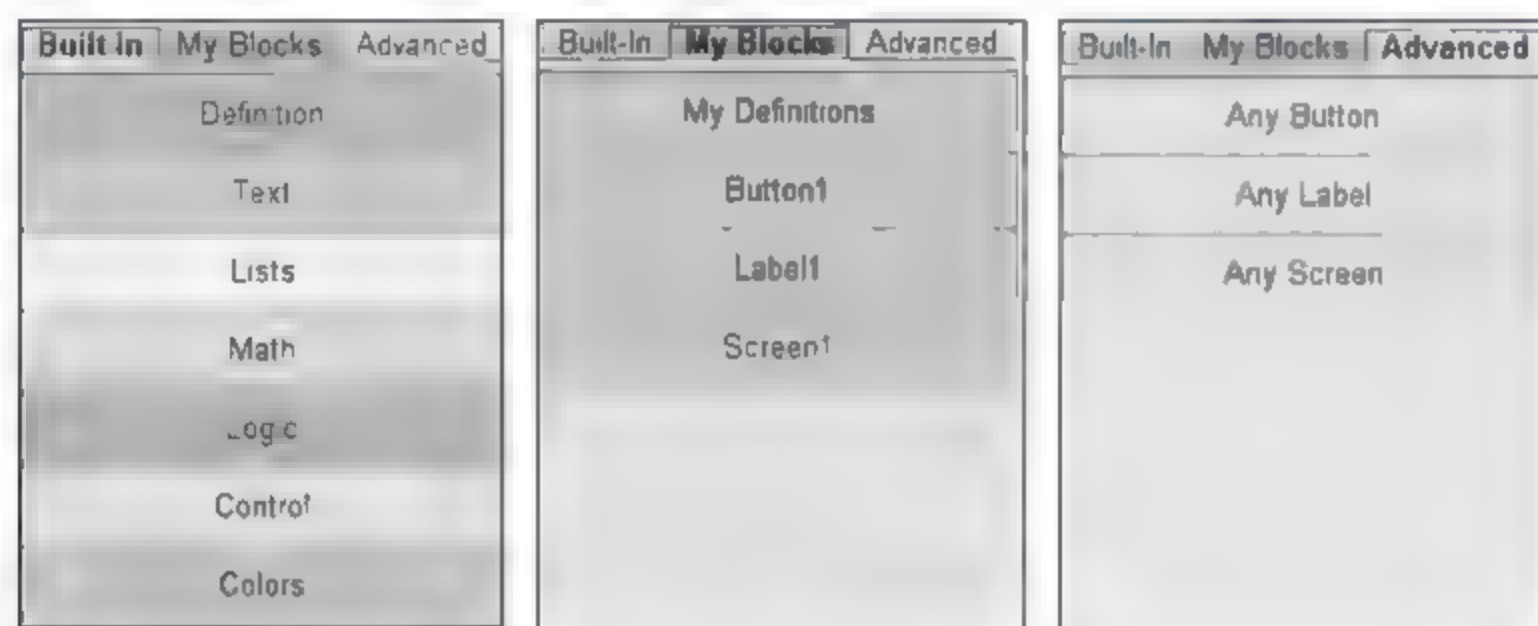 Built-In My Blocks Advanced
Definition
Text
Lists
Math
Logic
Control
Colors
Built-In My Blocks Advanced
My Definitions
Button1
Label1
Screen1
Built-In My Blocks Advanced
Any Button
Any Label
Any Screen